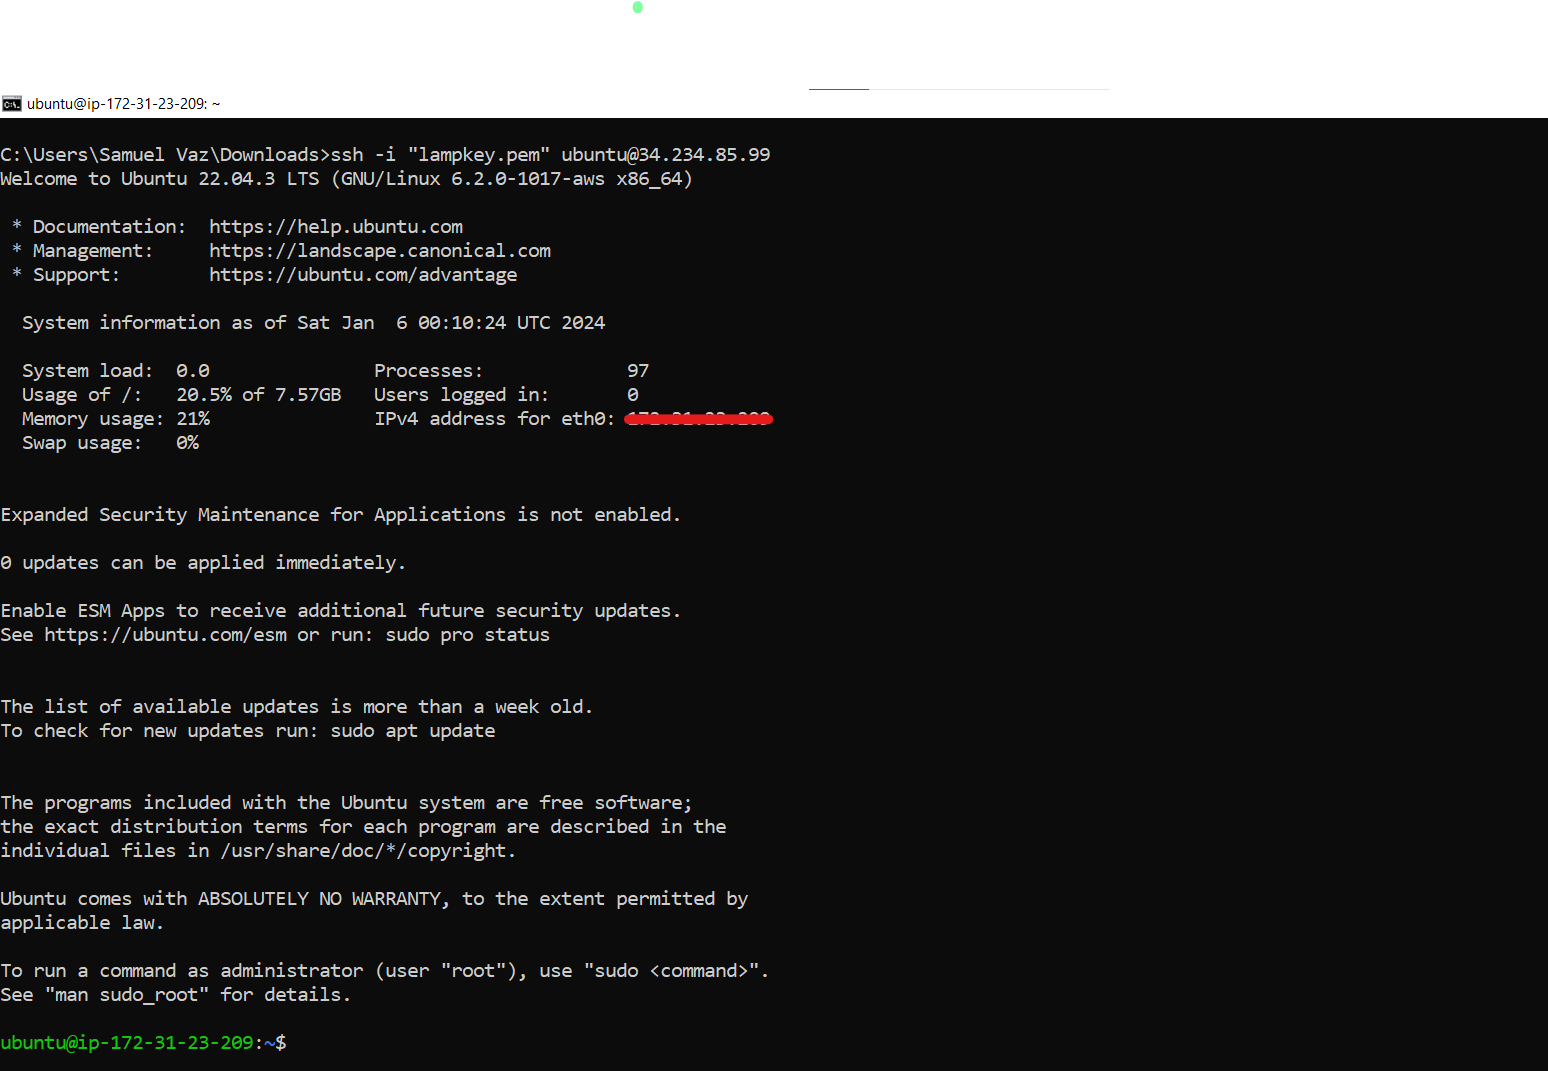 ubuntu@ip-172-31-23-209: ~
C:\Users\Samuel Vaz\Downloads>ssh -i "lampkey.pem" ubuntu@34.234.85.99
Welcome to Ubuntu 22.04.3 LTS (GNU/Linux 6.2.0-1017-aws x86_64)
* Documentation:  https://help.ubuntu.com
* Management:     https://landscape.canonical.com
* Support:        https://ubuntu.com/advantage
System information as of Sat Jan  6 00:10:24 UTC 2024
System load:  0.0               Processes:             97
Usage of /:   20.5% of 7.57GB   Users logged in:       0
Memory usage: 21%               IPv4 address for eth0:
Swap usage:   0%
Expanded Security Maintenance for Applications is not enabled.
0 updates can be applied immediately.
Enable ESM Apps to receive additional future security updates.
See https://ubuntu.com/esm or run: sudo pro status
The list of available updates is more than a week old.
To check for new updates run: sudo apt update
The programs included with the Ubuntu system are free software;
the exact distribution terms for each program are described in the
individual files in /usr/share/doc/*/copyright.
Ubuntu comes with ABSOLUTELY NO WARRANTY, to the extent permitted by
applicable law.
To run a command as administrator (user "root"), use "sudo <command>".
See "man sudo_root" for details.
ubuntu@ip-172-31-23-209:~$